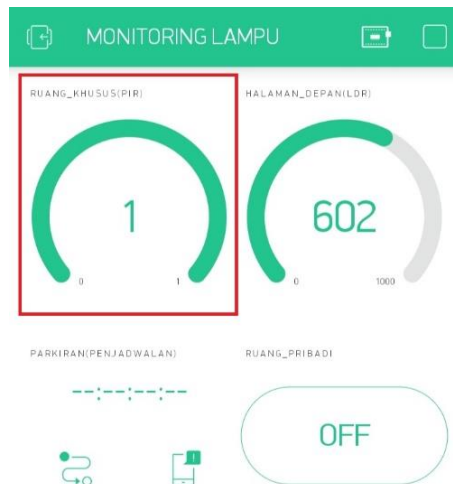 MONITORING LAMPU
RUANG_KHUSUS(PIR)
1
0 1
HALAMAN_DEPAN(LDR)
602
0 1000
PARKIRAN(PENJADWALAN)
--:--:--:--
RUANG_PRIBADI
OFF